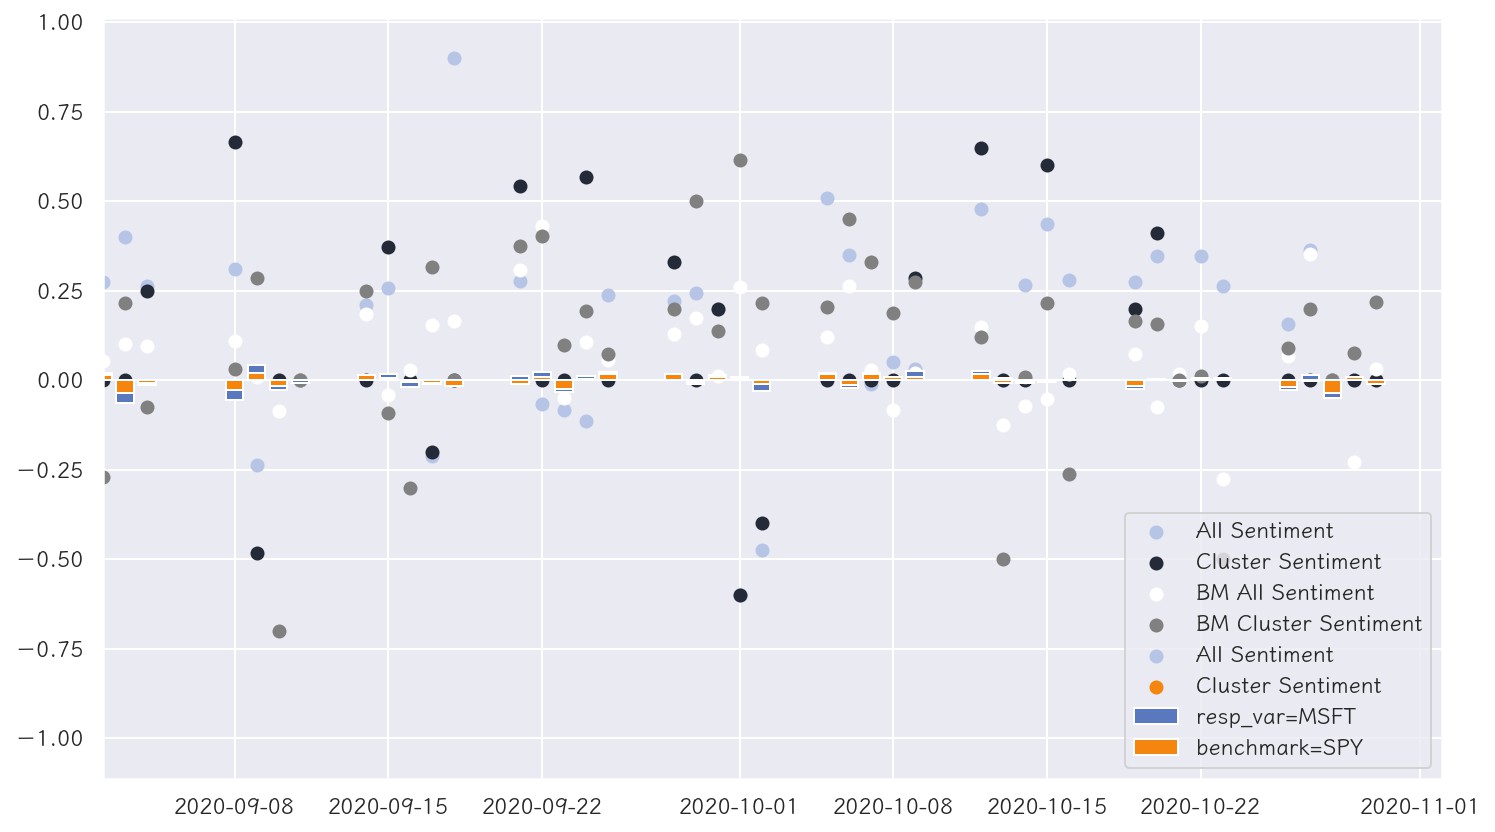 1.00
0.75
0.50
0.25
0.00
−0.25
−0.50
−0.75
−1.00
All Sentiment
Cluster Sentiment
BM All Sentiment
BM Cluster Sentiment
All Sentiment
Cluster Sentiment
resp_var=MSFT
benchmark=SPY
2020-09-08 2020-09-15 2020-09-22 2020-10-01 2020-10-08 2020-10-15 2020-10-22 2020-11-01